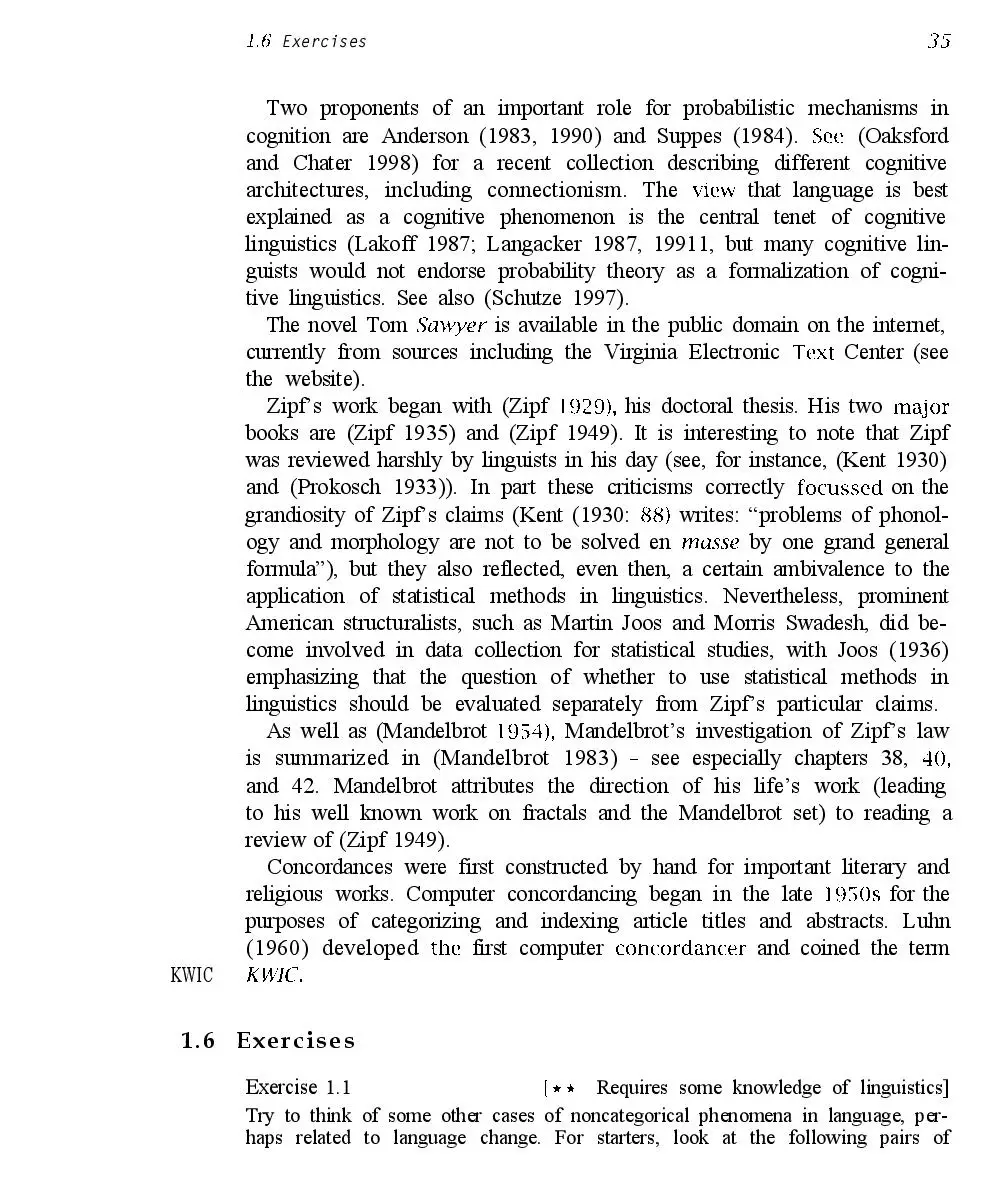 1.6 Exercises 35
Two proponents of an important role for probabilistic mechanisms in
cognition are Anderson (1983, 1990) and Suppes (1984). See (Oaksford
and Chater 1998) for a recent collection describing different cognitive
architectures, including connectionism. The view that language is best
explained as a cognitive phenomenon is the central tenet of cognitive
linguistics (Lakoff 1987; Langacker 1987, 19911, but many cognitive lin-
guists would not endorse probability theory as a formalization of cogni-
tive linguistics. See also (Schutze 1997).
The novel Tom Sawyer is available in the public domain on the internet,
currently from sources including the Virginia Electronic Text Center (see
the website).
Zipf's work began with (Zipf 1929), his doctoral thesis. His two major
books are (Zipf 1935) and (Zipf 1949). It is interesting to note that Zipf
was reviewed harshly by linguists in his day (see, for instance, (Kent 1930)
and (Prokosch 1933)). In part these criticisms correctly focussed on the
grandiosity of Zipf's claims (Kent (1930: 88) writes: “problems of phonol-
ogy and morphology are not to be solved en masse by one grand general
formula”), but they also reflected, even then, a certain ambivalence to the
application of statistical methods in linguistics. Nevertheless, prominent
American structuralists, such as Martin Joos and Morris Swadesh, did be-
come involved in data collection for statistical studies, with Joos (1936)
emphasizing that the question of whether to use statistical methods in
linguistics should be evaluated separately from Zipf's particular claims.
As well as (Mandelbrot 1954), Mandelbrot's investigation of Zipf's law
is summarized in (Mandelbrot 1983) – see especially chapters 38, 40,
and 42. Mandelbrot attributes the direction of his life's work (leading
to his well known work on fractals and the Mandelbrot set) to reading a
review of (Zipf 1949).
Concordances were first constructed by hand for important literary and
religious works. Computer concordancing began in the late 1950s for the
purposes of categorizing and indexing article titles and abstracts. Luhn
(1960) developed the first computer concordancer and coined the term
KWIC KWIC.
1.6 Exercises
Exercise 1.1 [⋆⋆ Requires some knowledge of linguistics]
Try to think of some other cases of noncategorical phenomena in language, per-
haps related to language change. For starters, look at the following pairs of